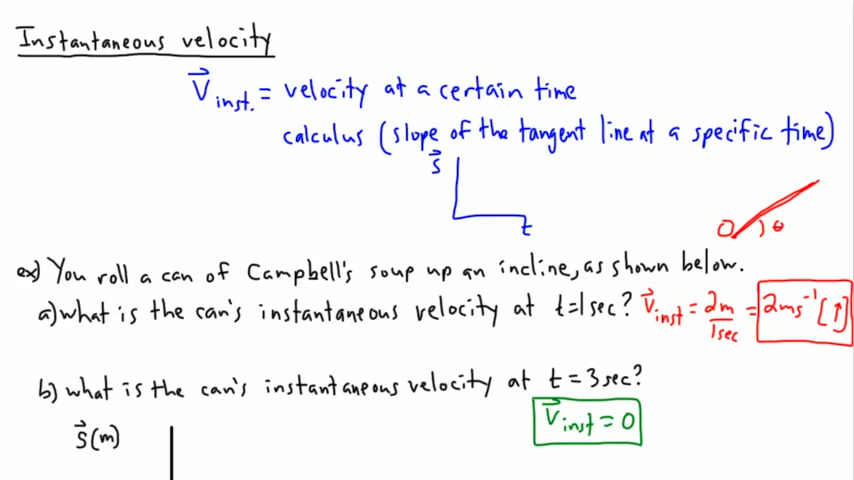 Instantaneous velocity
V⃗inst. = velocity at a certain time
calculus (slope of the tangent line at a specific time)
s⃗
t
θ
ex) You roll a can of Campbell's soup up an incline, as shown below.
a) what is the can's instantaneous velocity at t=1sec? V⃗inst = 2m/1sec = 2ms⁻¹ [↑]
b) what is the can's instantaneous velocity at t = 3 sec?
V⃗inst = 0
s⃗(m)